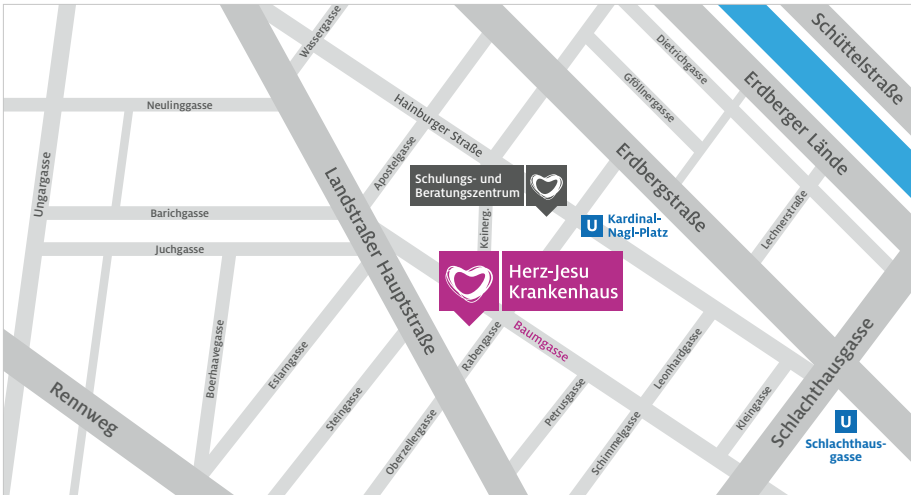 Wassergasse
Schüttelstraße
Dietrichgasse
Gföllnergasse
Erdberger Lände
Neulinggasse
Hainburger Straße
Apostelgasse
Erdbergstraße
Ungargasse
Landstraßer Hauptstraße
Schulungs- und
Beratungszentrum
Barichgasse
Keinerg.
U
Kardinal-
Nagl-Platz
Lechnerstraße
Juchgasse
Herz-Jesu
Krankenhaus
Baumgasse
Rabengasse
Boerhaavegasse
Eslarngasse
Leonhardgasse
Schlachthausgasse
Rennweg
Steingasse
Oberzellergasse
Petrusgasse
Schimmelgasse
Kleingasse
U
Schlachthaus-
gasse